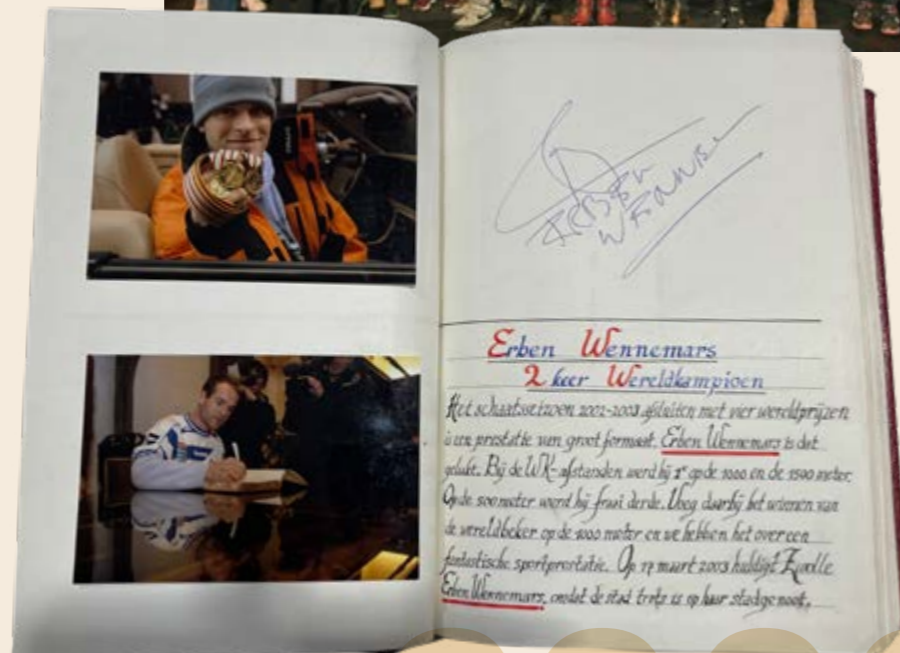 ERBEN
WENNEMARS
Erben Wennemars
2 keer Wereldkampioen
Het schaatsseizoen 2002-2003 afsluiten met vier wereldprijzen
is een prestatie van groot formaat. Erben Wennemars is dat
gelukt. Bij de WK-afstanden werd hij 1e op de 1000 en de 1500 meter.
Op de 500 meter werd hij fraai derde. Voeg daarbij het winnen van
de wereldbeker op de 1000 meter en we hebben het over een
fantastische sportprestatie. Op maart 2003 huldigt Zwolle
Erben Wennemars, omdat de stad trots is op haar stadgenoot.